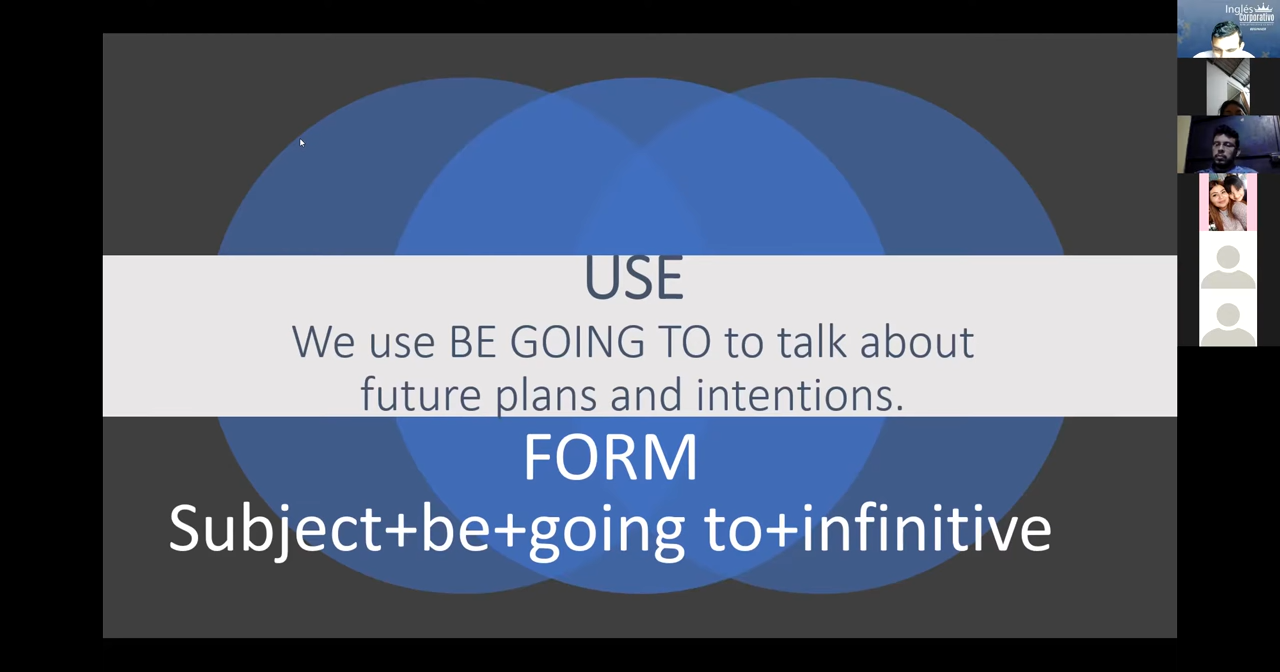 USE
We use BE GOING TO to talk about
future plans and intentions.
FORM
Subject+be+going to+infinitive
Inglés
Corporativo